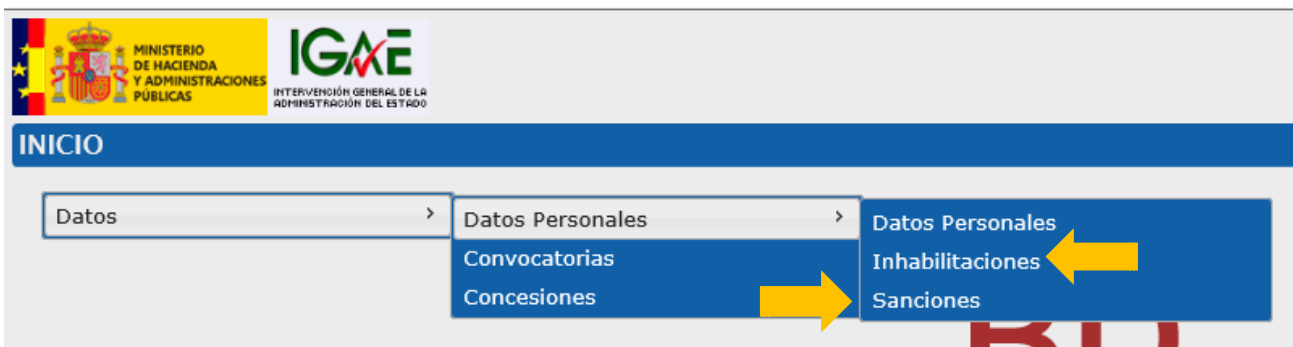 MINISTERIO
DE HACIENDA
Y ADMINISTRACIONES
PÚBLICAS
IGAE
INTERVENCIÓN GENERAL DE LA
ADMINISTRACIÓN DEL ESTADO
INICIO
Datos >
Datos Personales >
Convocatorias
Concesiones
Datos Personales
Inhabilitaciones
Sanciones